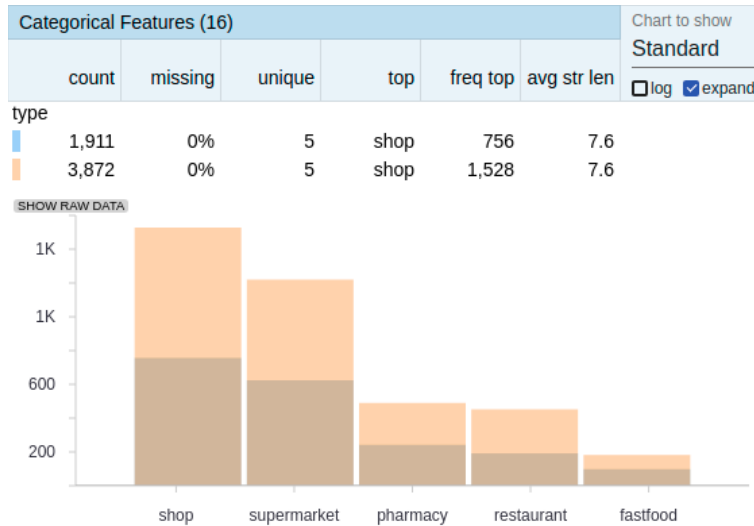 Categorical Features (16)
Chart to show
Standard
count missing unique top freq top avg str len
log expand
type
1,911 0% 5 shop 756 7.6
3,872 0% 5 shop 1,528 7.6
SHOW RAW DATA
1K
1K
600
200
shop supermarket pharmacy restaurant fastfood